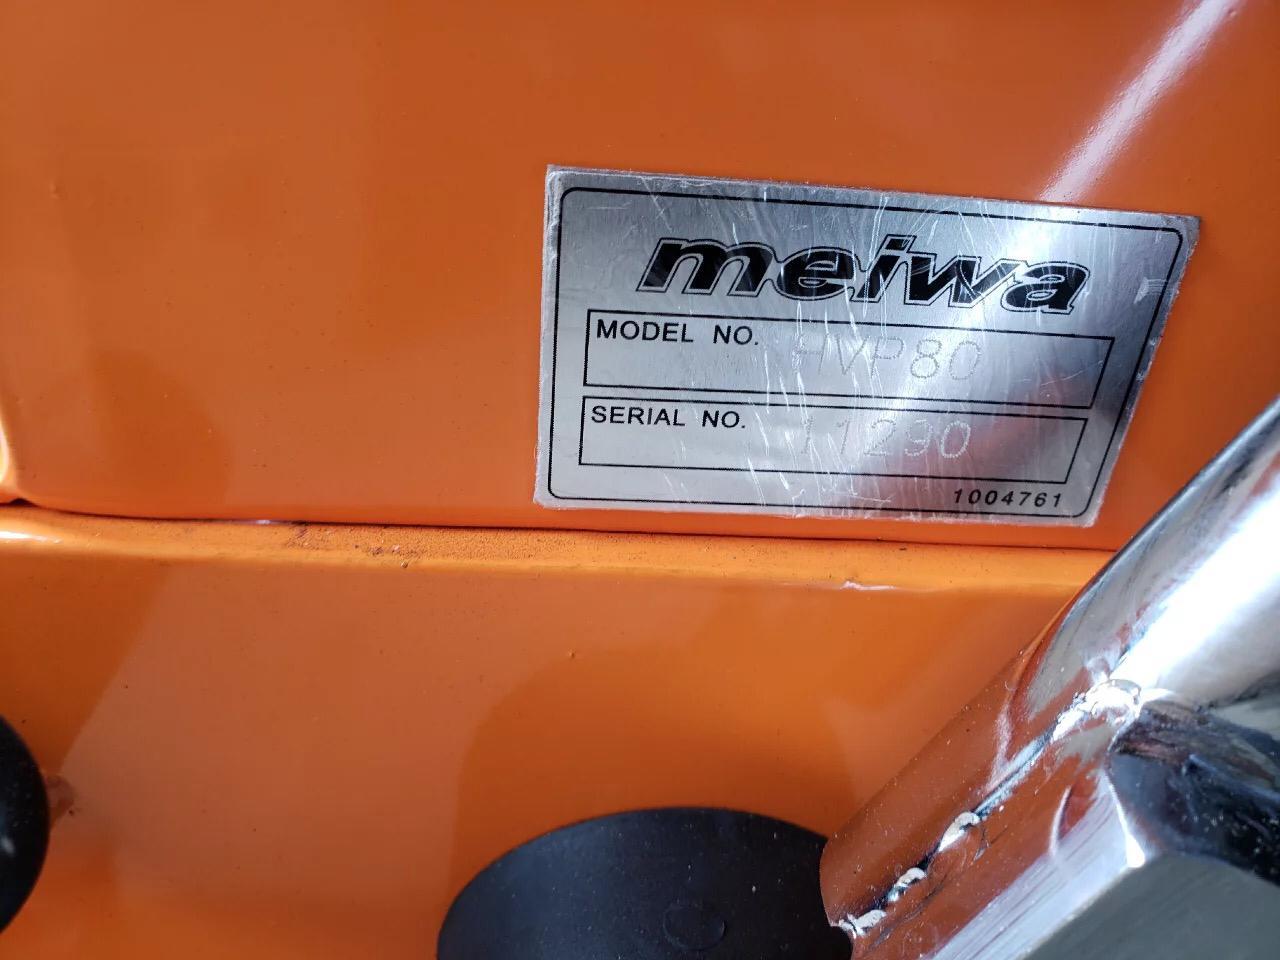 meiwa
MODEL NO. HVP80
SERIAL NO. 11290
1004761